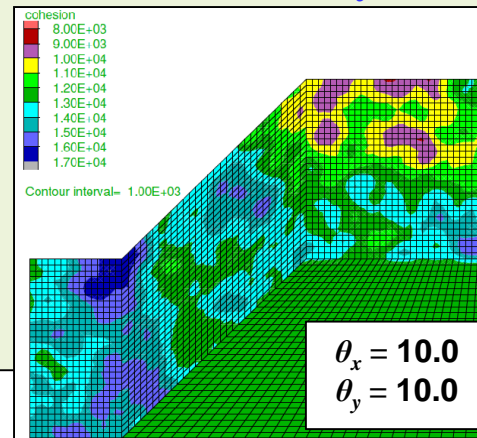 cohesion
8.00E+03
9.00E+03
1.00E+04
1.10E+04
1.20E+04
1.30E+04
1.40E+04
1.50E+04
1.60E+04
1.70E+04
Contour interval= 1.00E+03
θx = 10.0
θy = 10.0